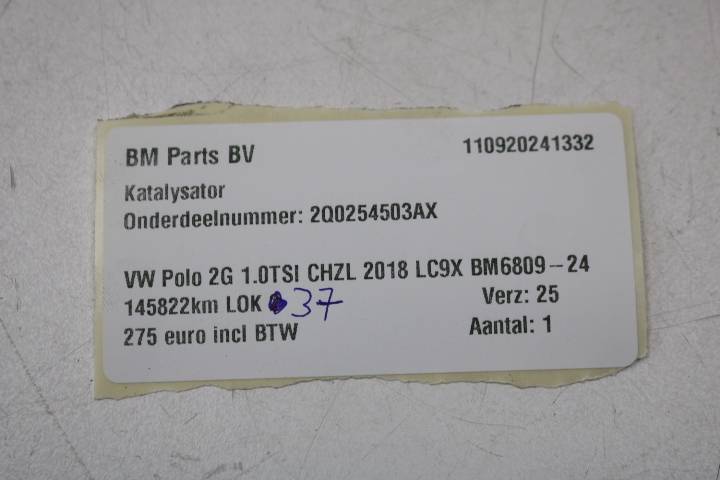 BM Parts BV 110920241332
Katalysator
Onderdeelnummer: 2Q0254503AX
VW Polo 2G 1.0TSI CHZL 2018 LC9X BM6809-24
145822km LOK 37 Verz: 25
275 euro incl BTW Aantal: 1